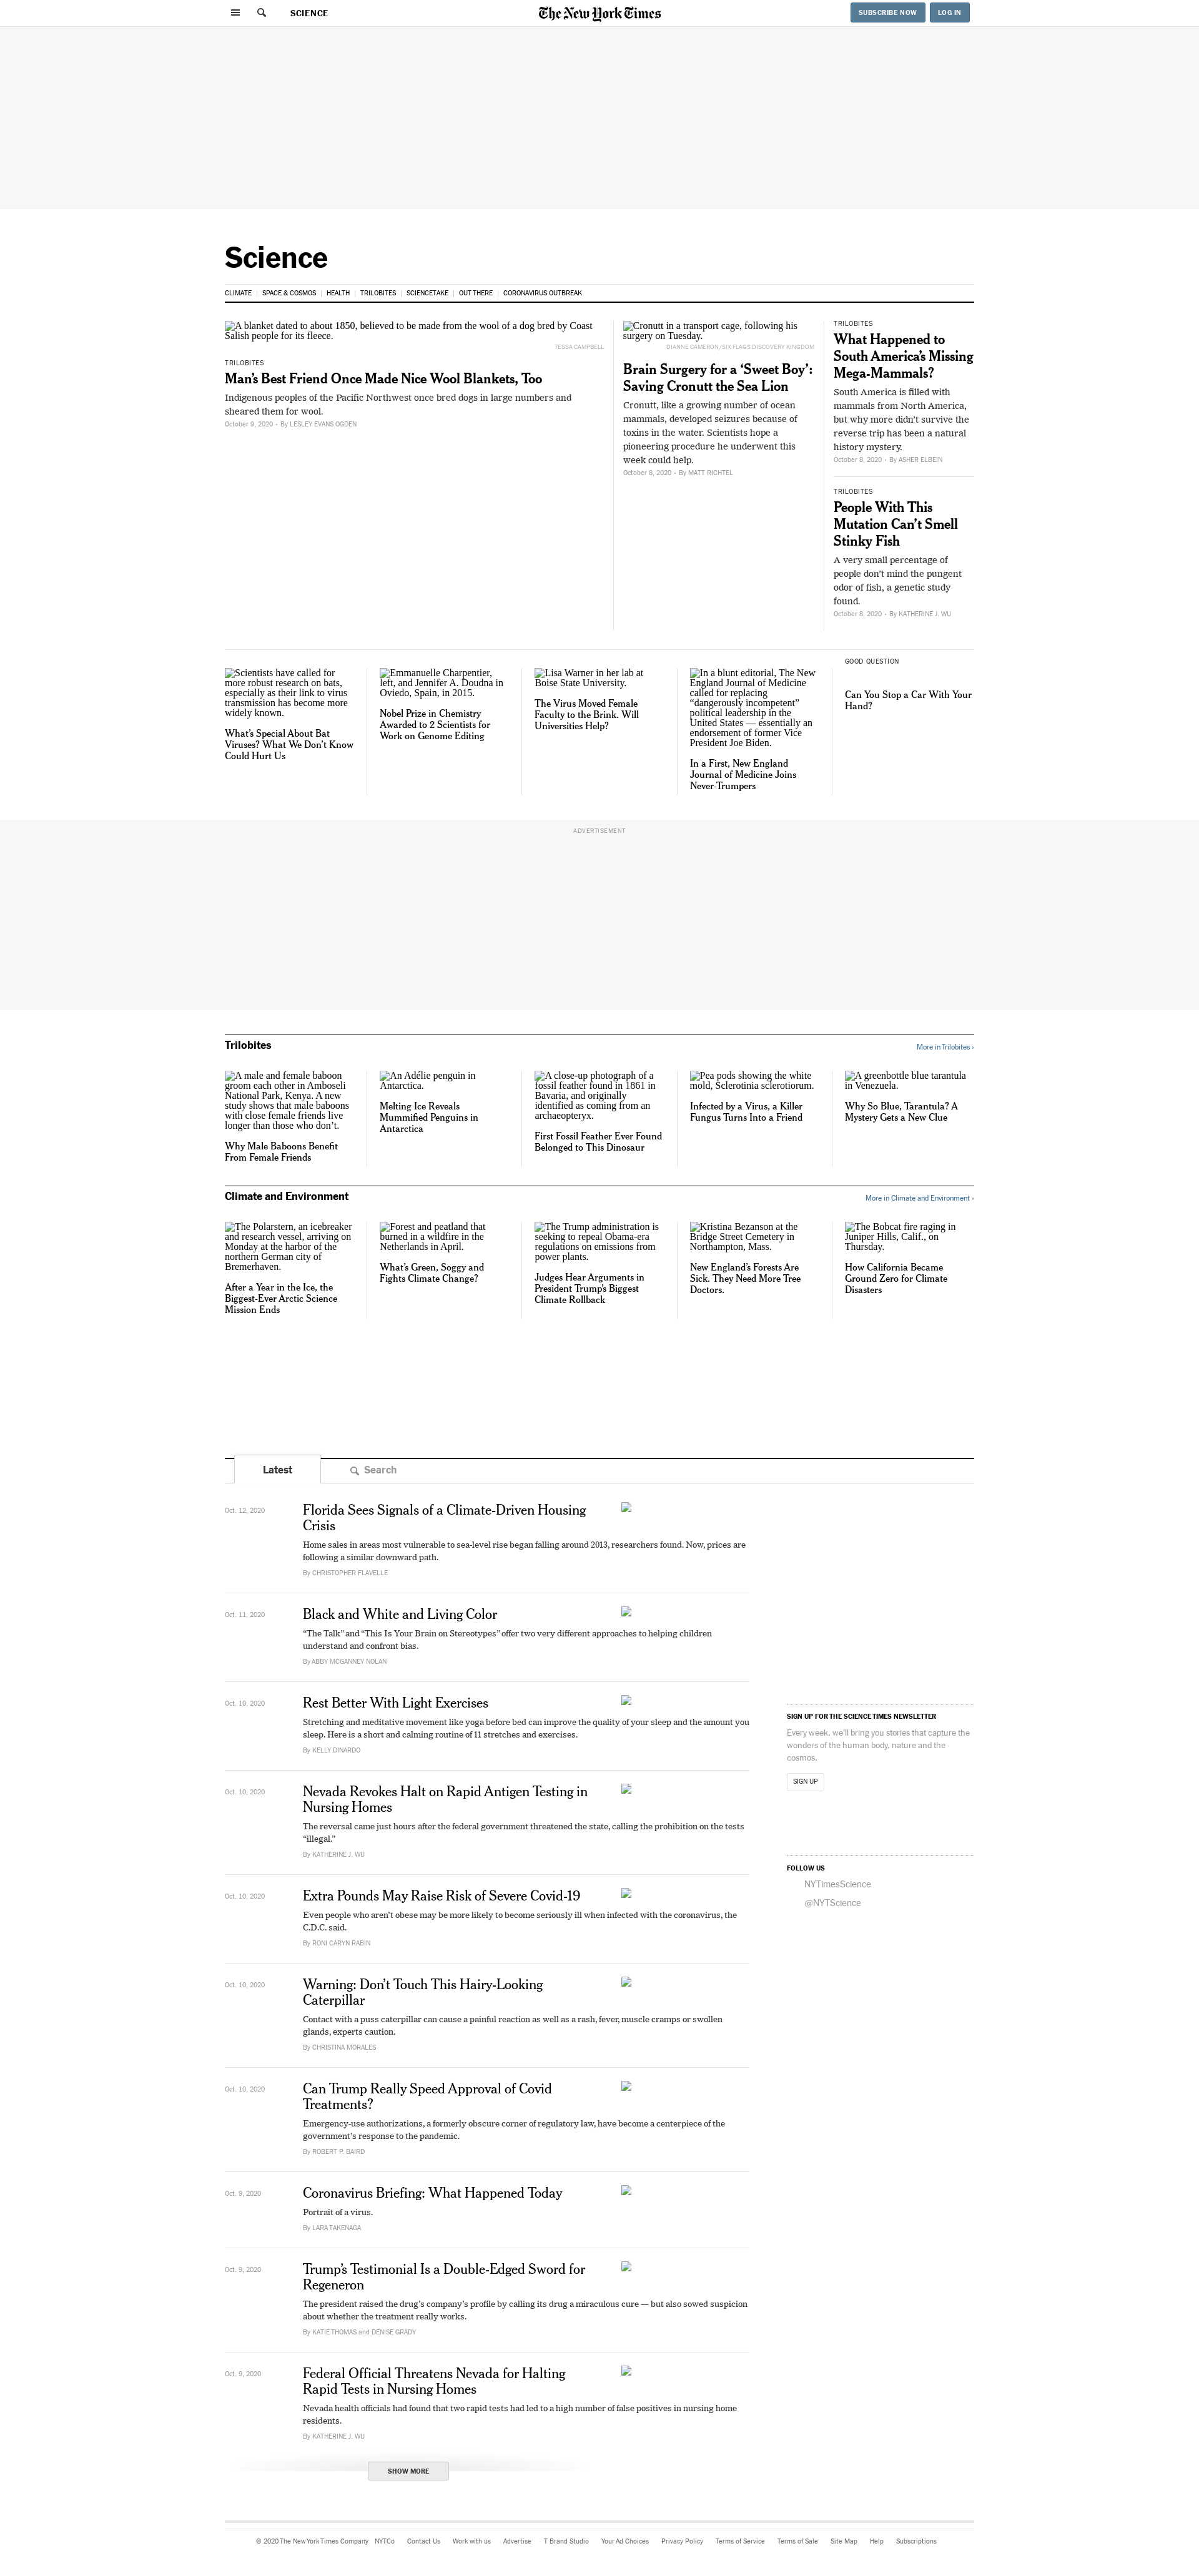 SCIENCE
The New York Times
SUBSCRIBE NOW
LOG IN
Science
CLIMATE
SPACE & COSMOS
HEALTH
TRILOBITES
SCIENCETAKE
OUT THERE
CORONAVIRUS OUTBREAK
A blanket dated to about 1850, believed to be made from the wool of a dog bred by Coast
Salish people for its fleece.
TESSA CAMPBELL
TRILOBITES
Man's Best Friend Once Made Nice Wool Blankets, Too
Indigenous peoples of the Pacific Northwest once bred dogs in large numbers and
sheared them for wool.
October 9, 2020 • By LESLEY EVANS OGDEN
Cronutt in a transport cage, following his
surgery on Tuesday.
DIANNE CAMERON/SIX FLAGS DISCOVERY KINGDOM
Brain Surgery for a ‘Sweet Boy’:
Saving Cronutt the Sea Lion
Cronutt, like a growing number of ocean
mammals, developed seizures because of
toxins in the water. Scientists hope a
pioneering procedure he underwent this
week could help.
October 8, 2020 • By MATT RICHTEL
TRILOBITES
What Happened to
South America’s Missing
Mega-Mammals?
South America is filled with
mammals from North America,
but why more didn't survive the
reverse trip has been a natural
history mystery.
October 8, 2020 • By ASHER ELBEIN
TRILOBITES
People With This
Mutation Can’t Smell
Stinky Fish
A very small percentage of
people don't mind the pungent
odor of fish, a genetic study
found.
October 8, 2020 • By KATHERINE J. WU
Scientists have called for
more robust research on bats,
especially as their link to virus
transmission has become more
widely known.
What’s Special About Bat
Viruses? What We Don’t Know
Could Hurt Us
Emmanuelle Charpentier,
left, and Jennifer A. Doudna in
Oviedo, Spain, in 2015.
Nobel Prize in Chemistry
Awarded to 2 Scientists for
Work on Genome Editing
Lisa Warner in her lab at
Boise State University.
The Virus Moved Female
Faculty to the Brink. Will
Universities Help?
In a blunt editorial, The New
England Journal of Medicine
called for replacing
“dangerously incompetent”
political leadership in the
United States — essentially an
endorsement of former Vice
President Joe Biden.
In a First, New England
Journal of Medicine Joins
Never-Trumpers
GOOD QUESTION
Can You Stop a Car With Your
Hand?
ADVERTISEMENT
Trilobites
More in Trilobites ›
A male and female baboon
groom each other in Amboseli
National Park, Kenya. A new
study shows that male baboons
with close female friends live
longer than those who don’t.
Why Male Baboons Benefit
From Female Friends
An Adélie penguin in
Antarctica.
Melting Ice Reveals
Mummified Penguins in
Antarctica
A close-up photograph of a
fossil feather found in 1861 in
Bavaria, and originally
identified as coming from an
archaeopteryx.
First Fossil Feather Ever Found
Belonged to This Dinosaur
Pea pods showing the white
mold, Sclerotinia sclerotiorum.
Infected by a Virus, a Killer
Fungus Turns Into a Friend
A greenbottle blue tarantula
in Venezuela.
Why So Blue, Tarantula? A
Mystery Gets a New Clue
Climate and Environment
More in Climate and Environment ›
The Polarstern, an icebreaker
and research vessel, arriving on
Monday at the harbor of the
northern German city of
Bremerhaven.
After a Year in the Ice, the
Biggest-Ever Arctic Science
Mission Ends
Forest and peatland that
burned in a wildfire in the
Netherlands in April.
What’s Green, Soggy and
Fights Climate Change?
The Trump administration is
seeking to repeal Obama-era
regulations on emissions from
power plants.
Judges Hear Arguments in
President Trump’s Biggest
Climate Rollback
Kristina Bezanson at the
Bridge Street Cemetery in
Northampton, Mass.
New England’s Forests Are
Sick. They Need More Tree
Doctors.
The Bobcat fire raging in
Juniper Hills, Calif., on
Thursday.
How California Became
Ground Zero for Climate
Disasters
Latest
Search
Oct. 12, 2020
Florida Sees Signals of a Climate-Driven Housing
Crisis
Home sales in areas most vulnerable to sea-level rise began falling around 2013, researchers found. Now, prices are
following a similar downward path.
By CHRISTOPHER FLAVELLE
Oct. 11, 2020
Black and White and Living Color
“The Talk” and “This Is Your Brain on Stereotypes” offer two very different approaches to helping children
understand and confront bias.
By ABBY MCGANNEY NOLAN
Oct. 10, 2020
Rest Better With Light Exercises
Stretching and meditative movement like yoga before bed can improve the quality of your sleep and the amount you
sleep. Here is a short and calming routine of 11 stretches and exercises.
By KELLY DINARDO
Oct. 10, 2020
Nevada Revokes Halt on Rapid Antigen Testing in
Nursing Homes
The reversal came just hours after the federal government threatened the state, calling the prohibition on the tests
“illegal.”
By KATHERINE J. WU
Oct. 10, 2020
Extra Pounds May Raise Risk of Severe Covid-19
Even people who aren’t obese may be more likely to become seriously ill when infected with the coronavirus, the
C.D.C. said.
By RONI CARYN RABIN
Oct. 10, 2020
Warning: Don’t Touch This Hairy-Looking
Caterpillar
Contact with a puss caterpillar can cause a painful reaction as well as a rash, fever, muscle cramps or swollen
glands, experts caution.
By CHRISTINA MORALES
Oct. 10, 2020
Can Trump Really Speed Approval of Covid
Treatments?
Emergency-use authorizations, a formerly obscure corner of regulatory law, have become a centerpiece of the
government’s response to the pandemic.
By ROBERT P. BAIRD
Oct. 9, 2020
Coronavirus Briefing: What Happened Today
Portrait of a virus.
By LARA TAKENAGA
Oct. 9, 2020
Trump’s Testimonial Is a Double-Edged Sword for
Regeneron
The president raised the drug’s company’s profile by calling its drug a miraculous cure — but also sowed suspicion
about whether the treatment really works.
By KATIE THOMAS and DENISE GRADY
Oct. 9, 2020
Federal Official Threatens Nevada for Halting
Rapid Tests in Nursing Homes
Nevada health officials had found that two rapid tests had led to a high number of false positives in nursing home
residents.
By KATHERINE J. WU
SHOW MORE
SIGN UP FOR THE SCIENCE TIMES NEWSLETTER
Every week, we'll bring you stories that capture the
wonders of the human body, nature and the
cosmos.
SIGN UP
FOLLOW US
NYTimesScience
@NYTScience
© 2020 The New York Times Company
NYTCo
Contact Us
Work with us
Advertise
T Brand Studio
Your Ad Choices
Privacy Policy
Terms of Service
Terms of Sale
Site Map
Help
Subscriptions